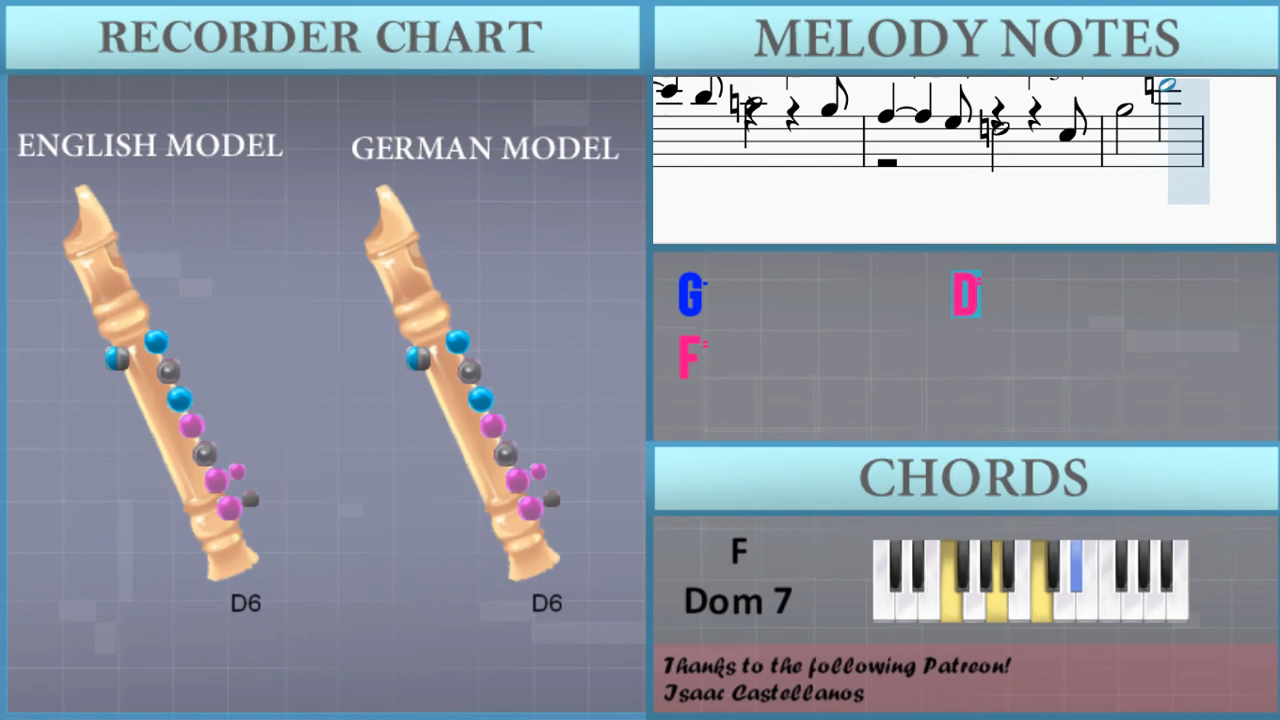 RECORDER CHART
MELODY NOTES
ENGLISH MODEL
GERMAN MODEL
G-
D=
F=
CHORDS
F
Dom 7
D6
D6
Thanks to the following Patreon!
Isaac Castellanos